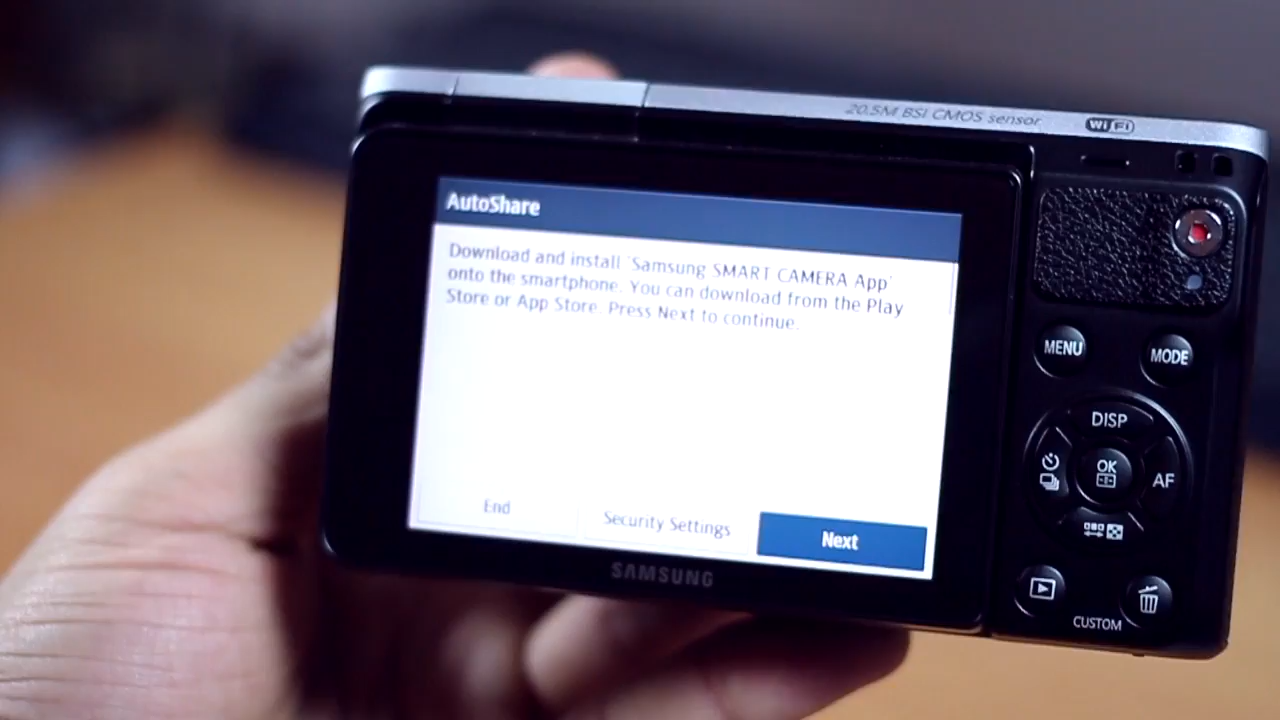 20.5M BSI CMOS sensor
Wi Fi
AutoShare
Download and install `Samsung SMART CAMERA App'
onto the smartphone. You can download from the Play
Store or App Store. Press Next to continue.
End
Security Settings
Next
SAMSUNG
MENU
MODE
DISP
OK
AF
CUSTOM